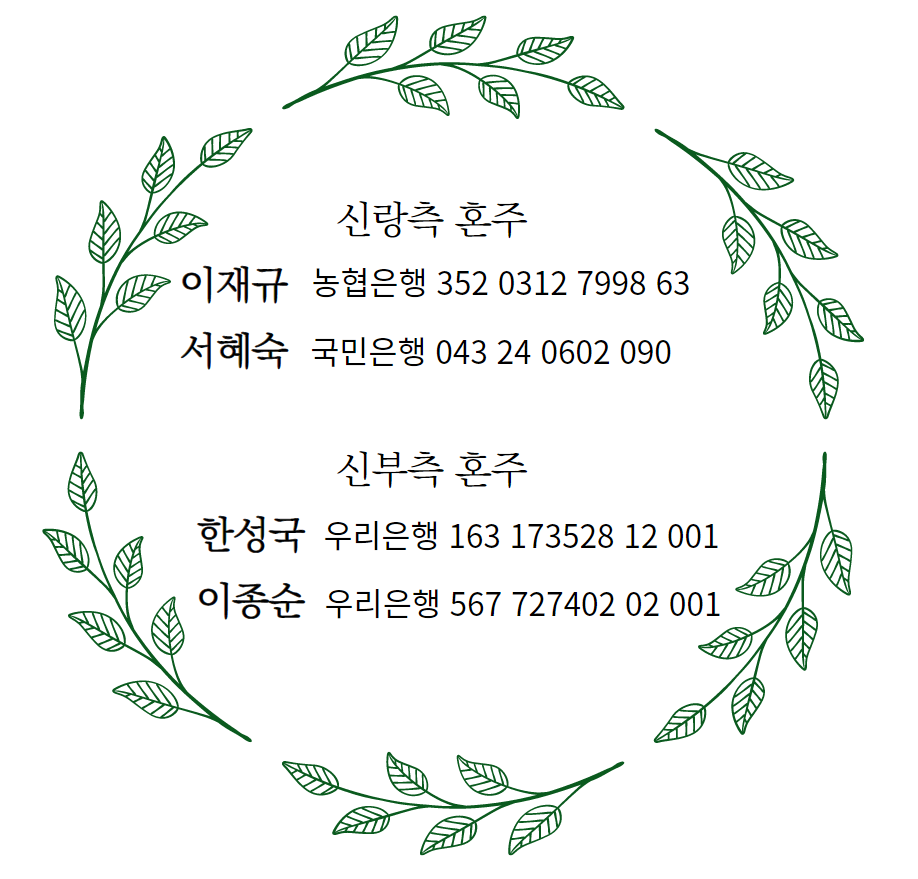 신랑측 혼주
이재규 농협은행 352 0312 7998 63
서혜숙 국민은행 043 24 0602 090
신부측 혼주
한성국 우리은행 163 173528 12 001
이종순 우리은행 567 727402 02 001